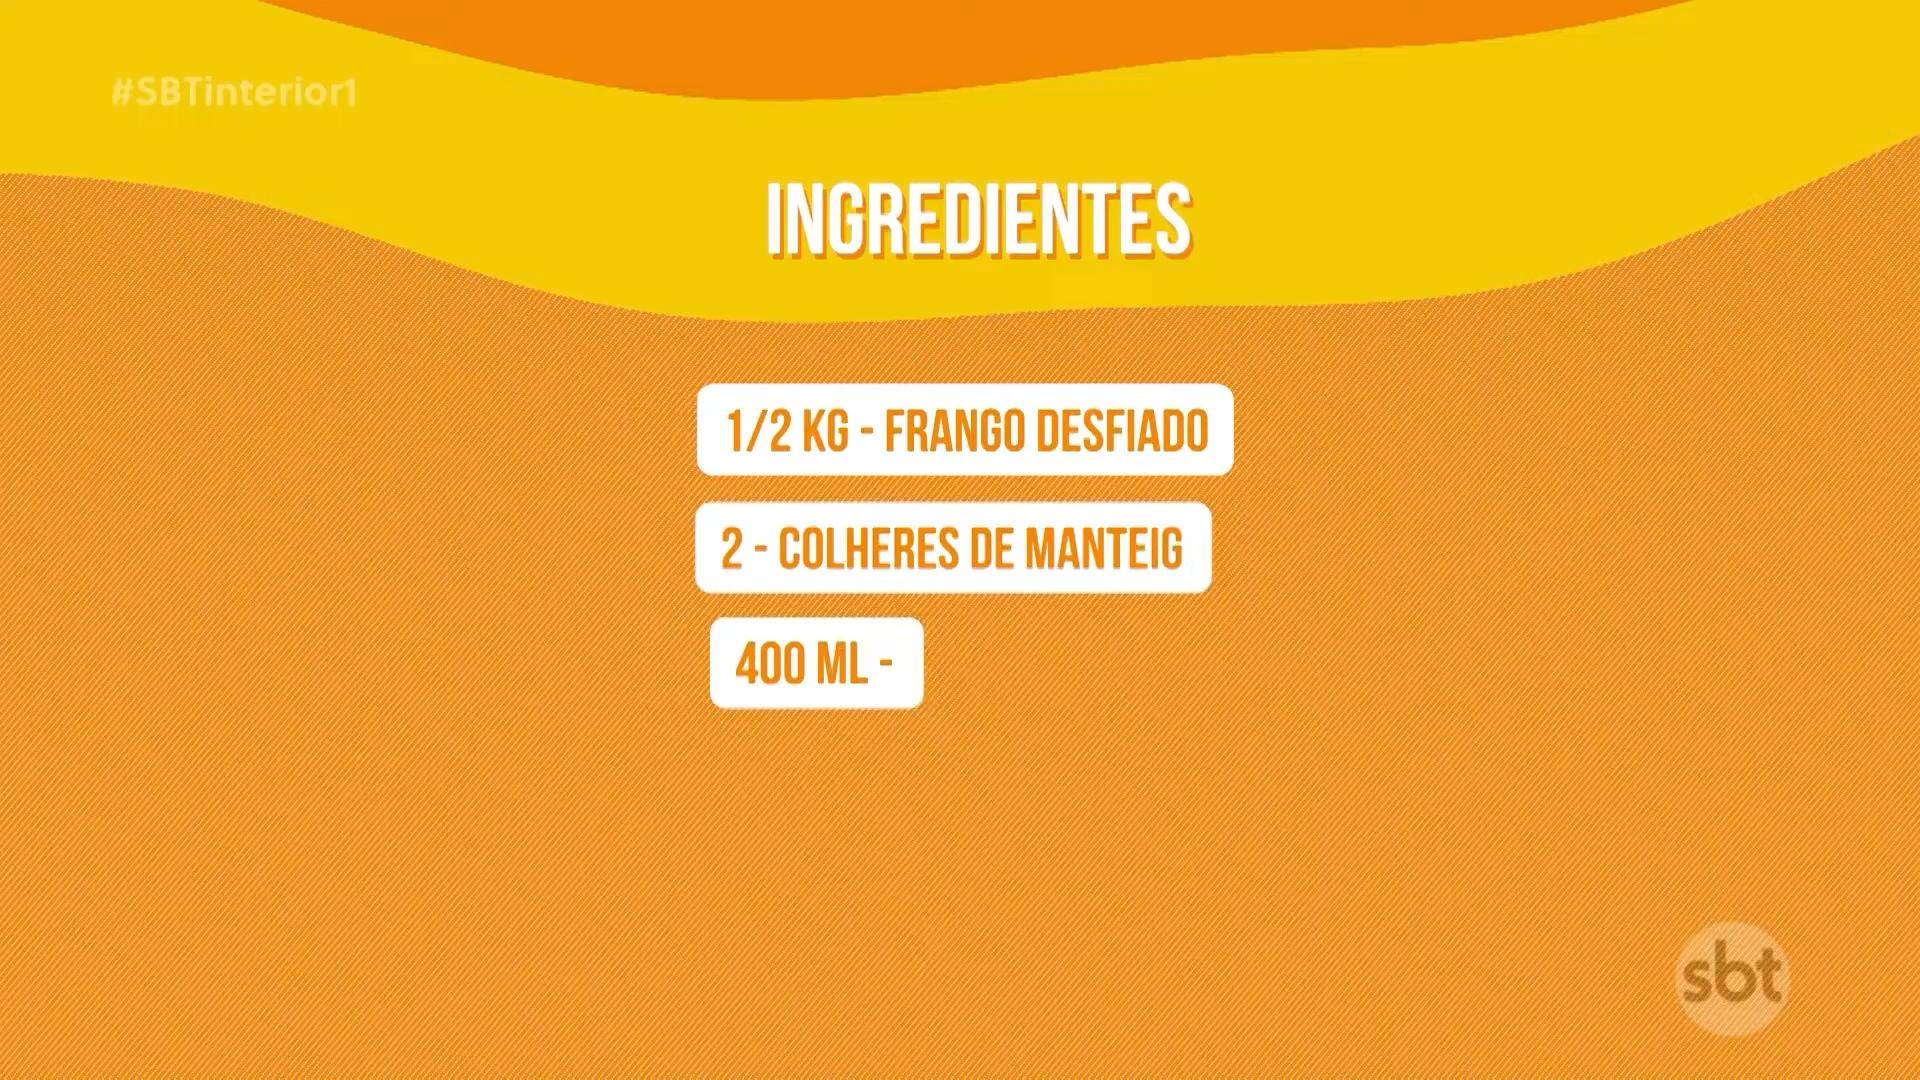 #SBTinterior1
INGREDIENTES
1/2 KG - FRANGO DESFIADO
2 - COLHERES DE MANTEIG
400 ML -
sbt